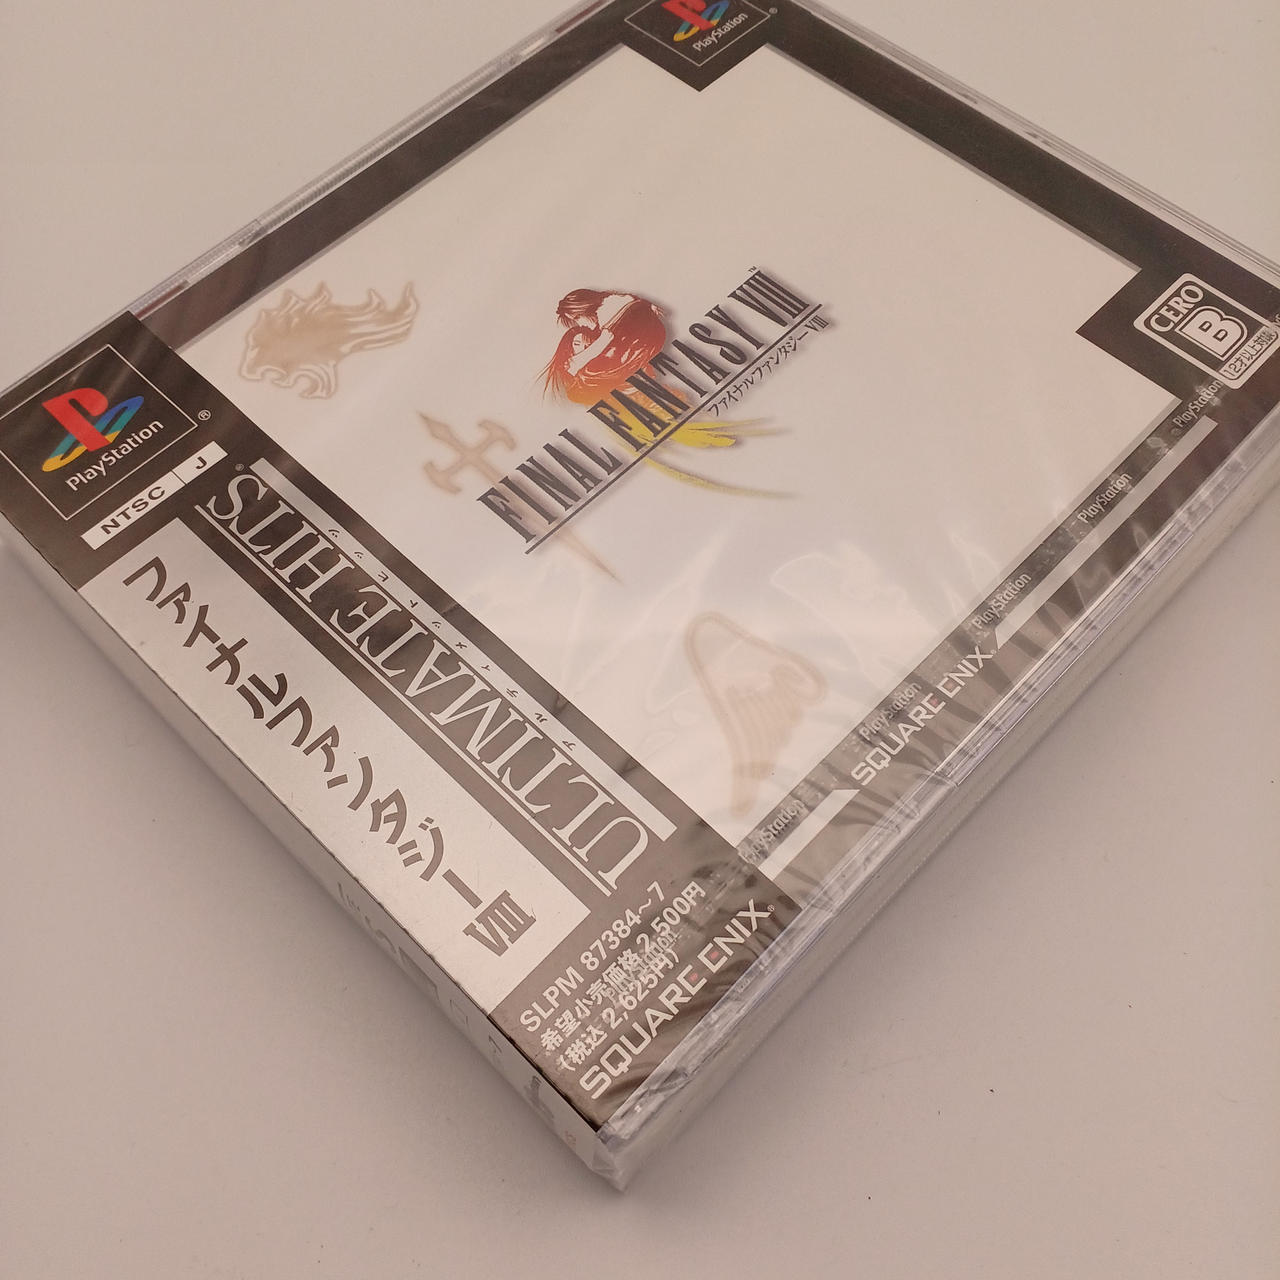 PlayStation
CERO
B
12才以上対象
FINAL FANTASY VIII™
ファイナルファンタジーVIII
PlayStation
PlayStation
PlayStation
PlayStation
PlayStation
SQUARE ENIX
PlayStation®
NTSC J
ULTIMATE HITS®
アルティメットヒッツ
ファイナルファンタジーVIII
SLPM 87384~7
希望小売価格 2,500円
(税込 2,625円)
PlayStation
SQUARE ENIX®